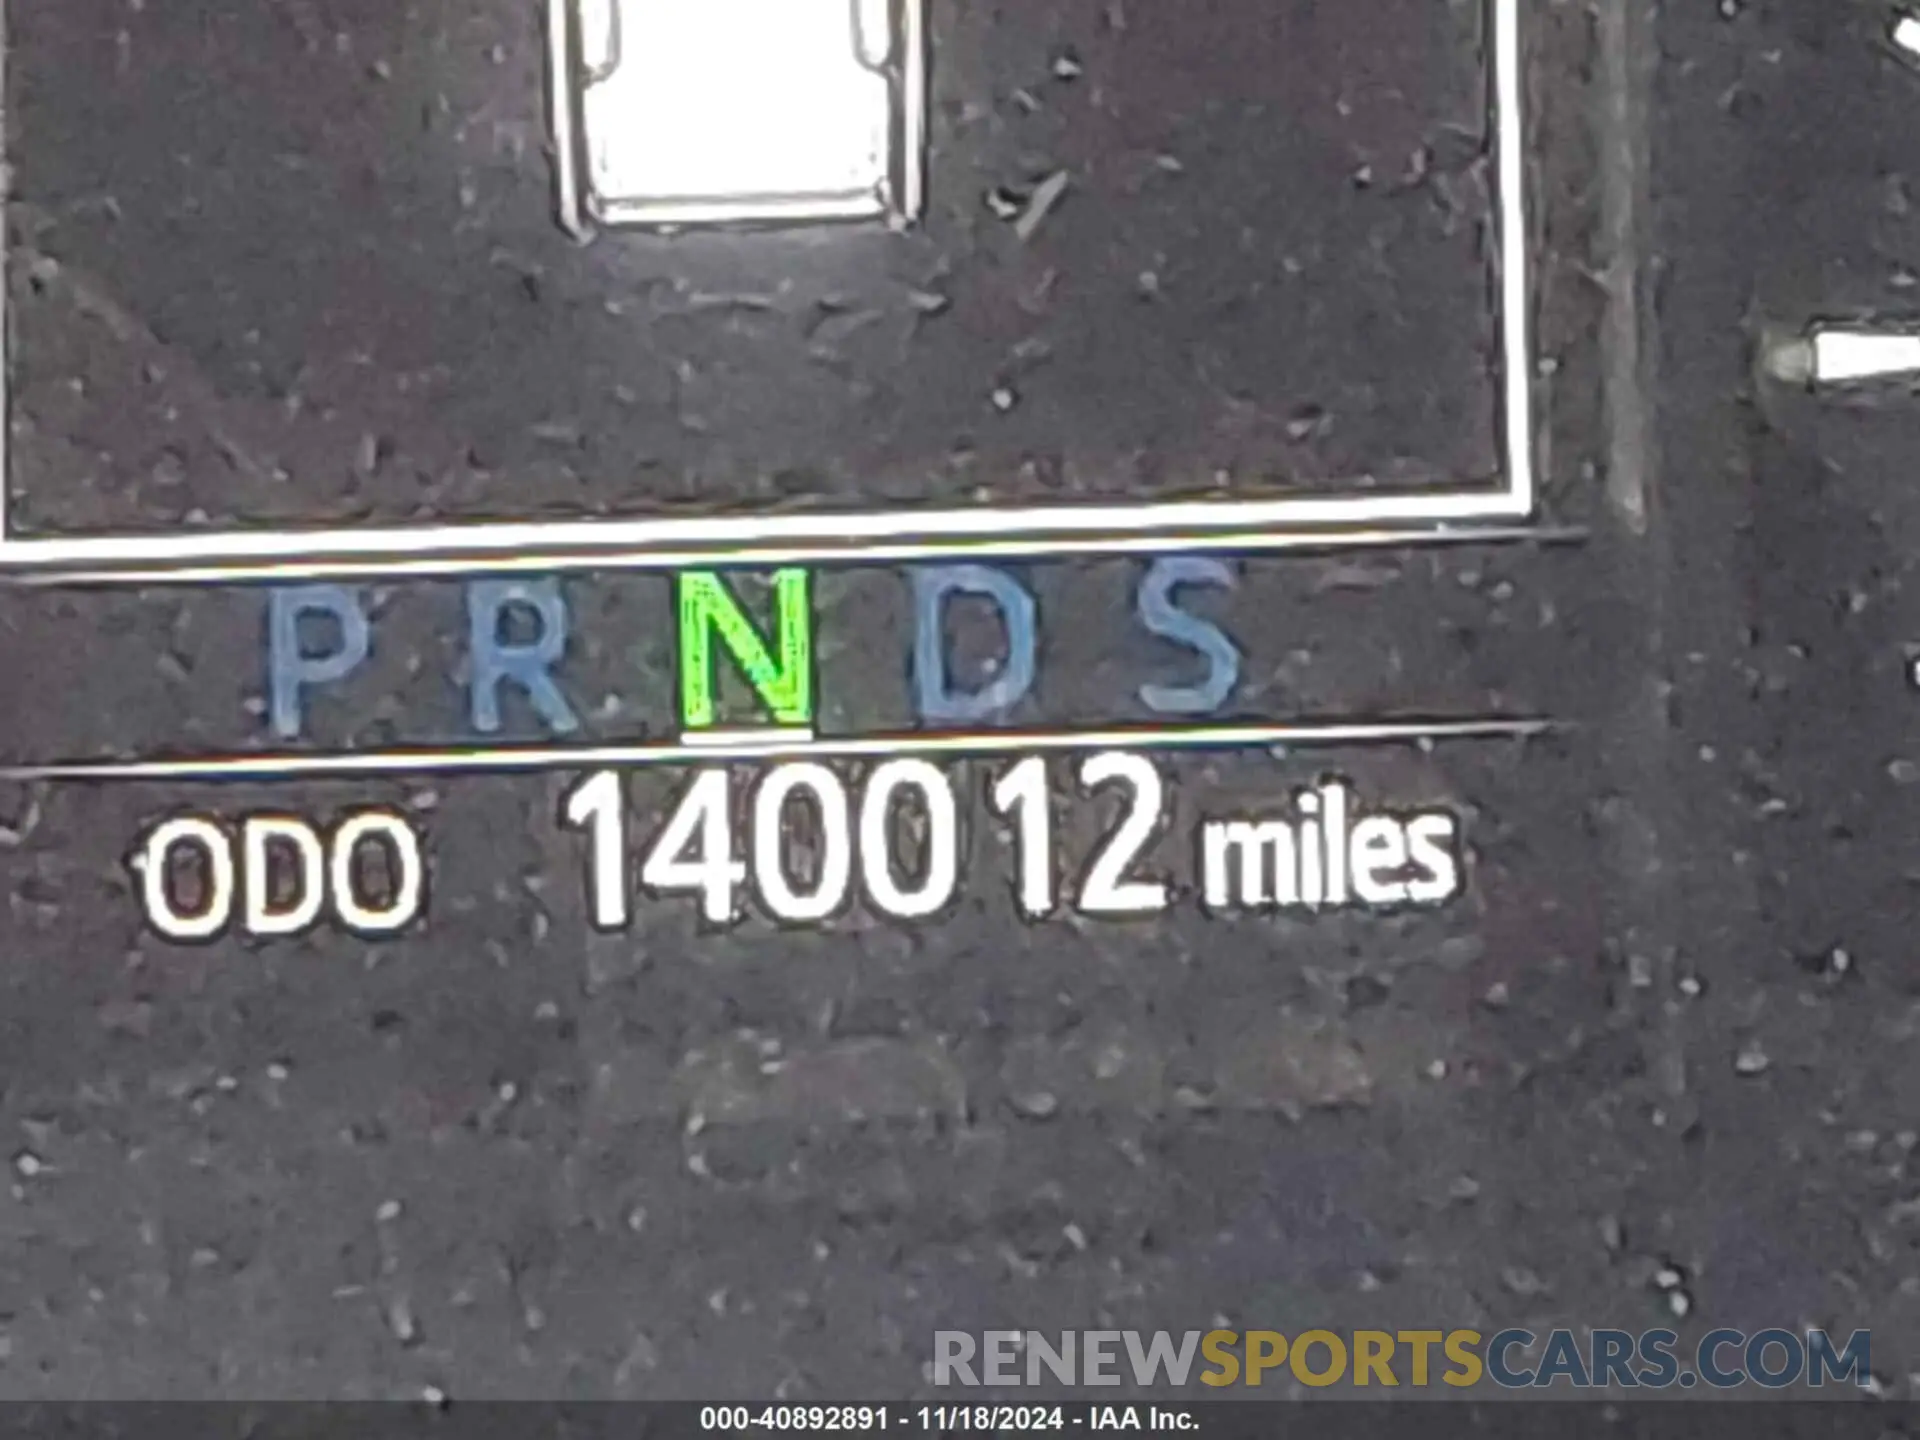 P R N D S
ODO 140012 miles
RENEWSPORTSCARS.COM
000-40892891 - 11/18/2024 - IAA Inc.